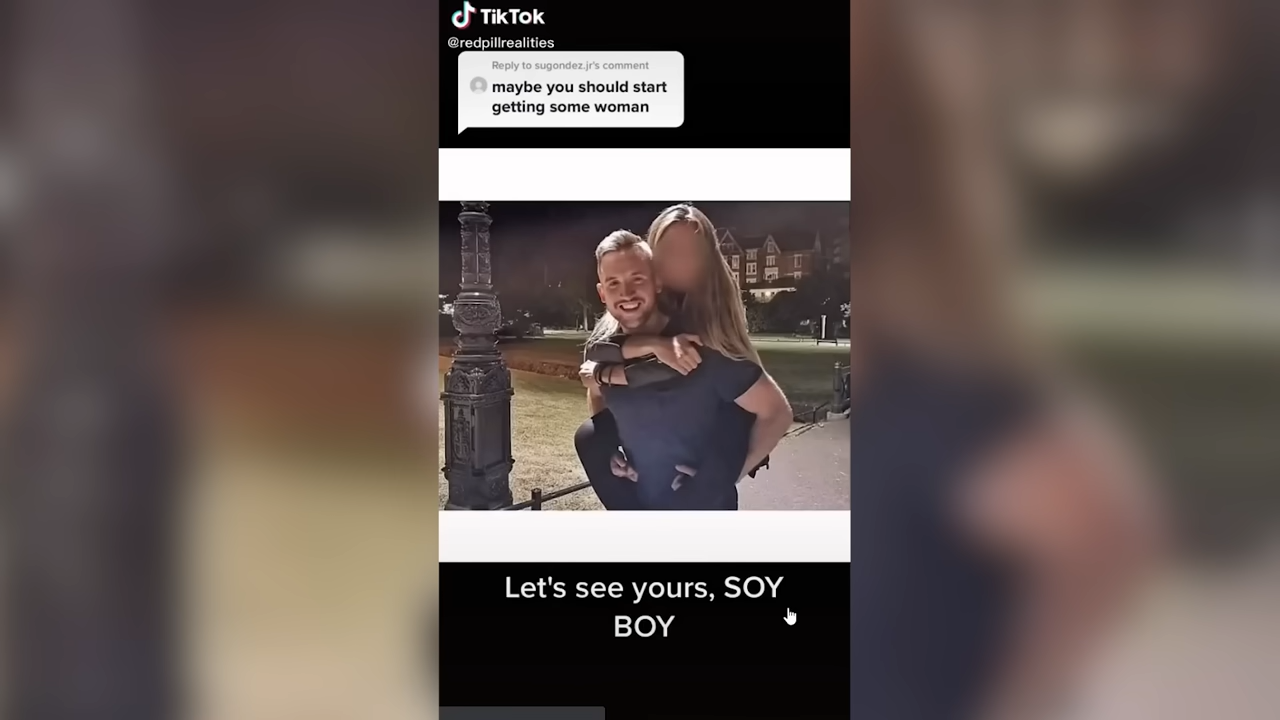 TikTok
@redpillrealities
Reply to sugondez.jr's comment
maybe you should start
getting some woman
Let's see yours, SOY
BOY